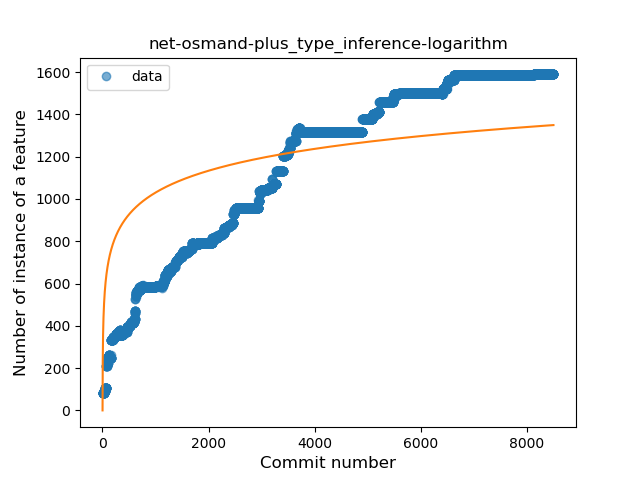 net-osmand-plus_type_inference-logarithm
data
Number of instance of a feature
1600
1400
1200
1000
800
600
400
200
0
0 2000 4000 6000 8000
Commit number